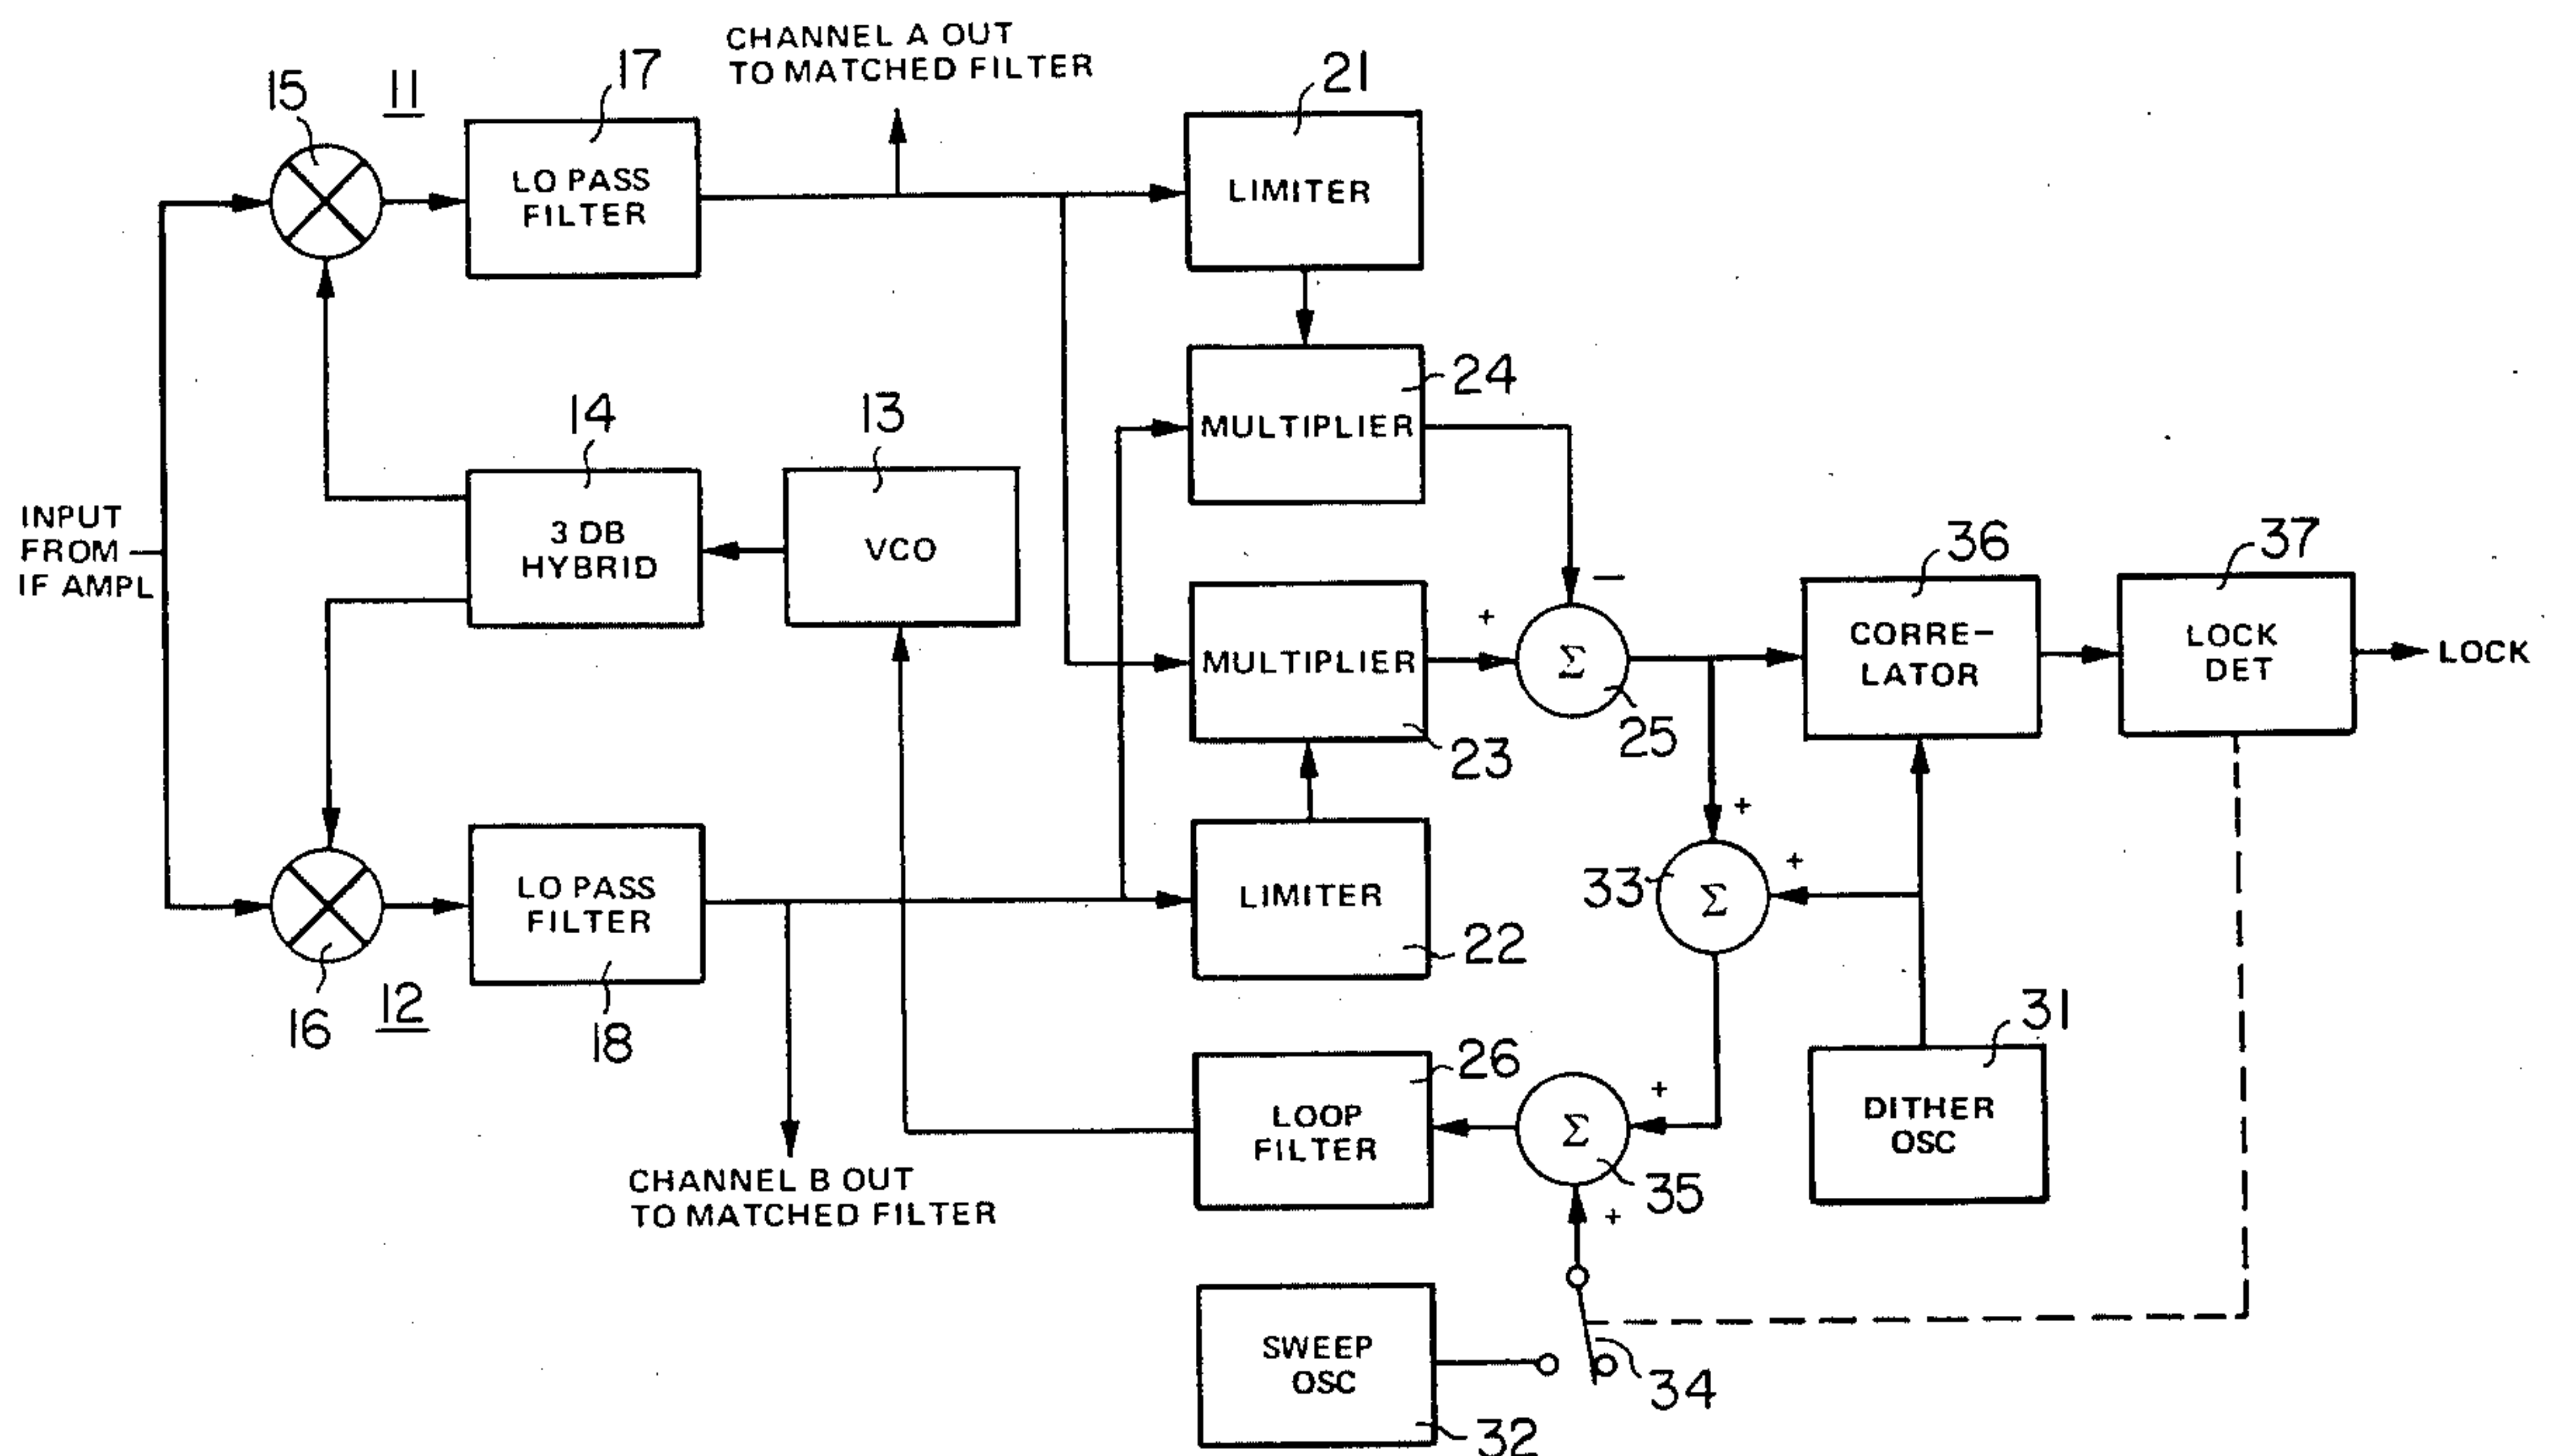 CHANNEL A OUT
TO MATCHED FILTER
15
11
17
21
LO PASS
FILTER
LIMITER
24
14
13
MULTIPLIER
INPUT
FROM
IF AMPL
3 DB
HYBRID
VCO
−
36
37
+
MULTIPLIER
Σ
CORRE–
LATOR
LOCK
DET
LOCK
25
23
+
+
LO PASS
FILTER
LIMITER
33
Σ
22
16
12
18
31
26
+
LOOP
FILTER
Σ
DITHER
OSC
35
CHANNEL B OUT
TO MATCHED FILTER
+
SWEEP
OSC
34
32